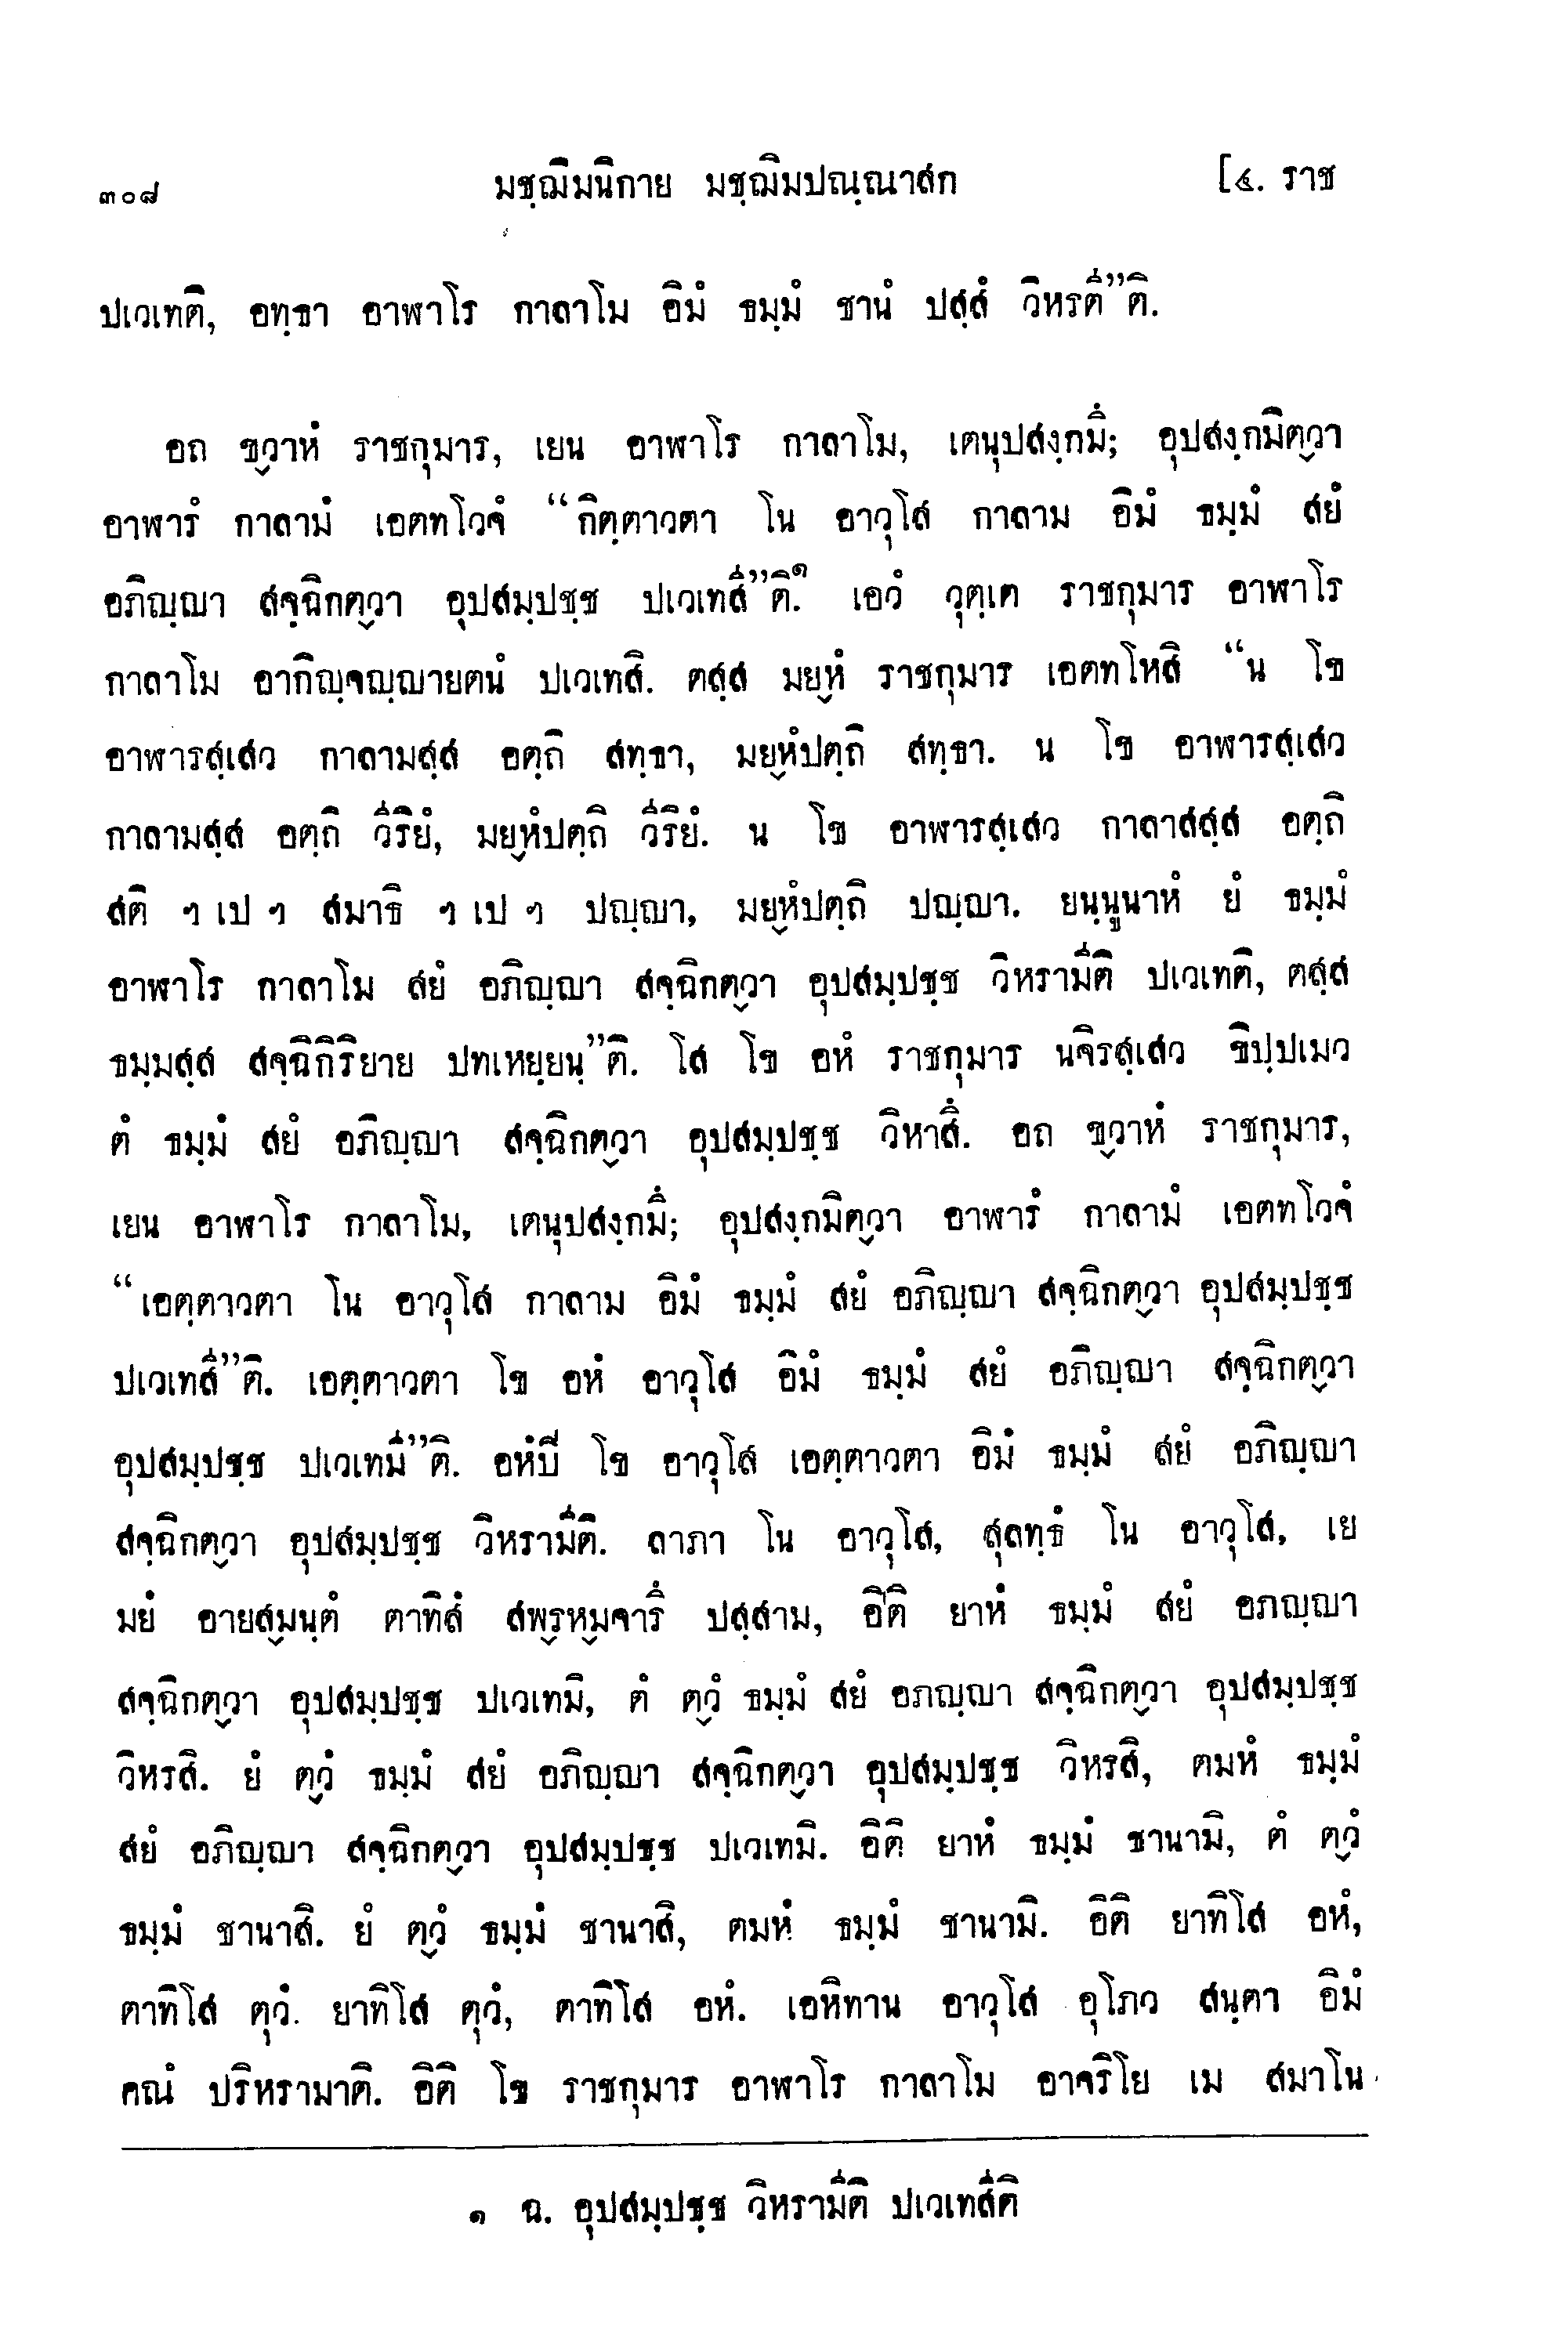 ๓๐๘ มชฺฌิมนิกาย มชฺฌิมปณฺณาสก [๔. ราช
ปเวเทติ, อทฺธา อาฬาโร กาลาโม อิมํ ธมฺมํ ชานํ ปสฺสํ วิหรตี”ติ.
อถ ขฺวาหํ ราชกุมาร, เยน อาฬาโร กาลาโม, เตนุปสงฺกมึ; อุปสงฺกมิตฺวา
อาฬารํ กาลามํ เอตทโวจํ “กิตฺตาวตา โน อาวุโส กาลาม อิมํ ธมฺมํ สยํ
อภิญฺญา สจฺฉิกตฺวา อุปสมฺปชฺช ปเวเทสี”ติ.๑ เอวํ วุตฺเต ราชกุมาร อาฬาโร
กาลาโม อากิญฺจญฺญายตนํ ปเวเทสิ. ตสฺส มยฺหํ ราชกุมาร เอตทโหสิ “น โข
อาฬารสฺเสว กาลามสฺส อตฺถิ สทฺธา, มยฺหํปตฺถิ สทฺธา. น โข อาฬารสฺเสว
กาลามสฺส อตฺถิ วีริยํ, มยฺหํปตฺถิ วีริยํ. น โข อาฬารสฺเสว กาลาสสฺส อตฺถิ
สติ ฯ เป ฯ สมาธิ ฯ เป ฯ ปญฺญา, มยฺหํปตฺถิ ปญฺญา. ยนฺนูนาหํ ยํ ธมฺมํ
อาฬาโร กาลาโม สยํ อภิญฺญา สจฺฉิกตฺวา อุปสมฺปชฺช วิหรามีติ ปเวเทติ, ตสฺส
ธมฺมสฺส สจฺฉิกิริยาย ปทเหยฺยนฺ”ติ. โส โข อหํ ราชกุมาร นจิรสฺเสว ขิปฺปเมว
ตํ ธมฺมํ สยํ อภิญฺญา สจฺฉิกตฺวา อุปสมฺปชฺช วิหาสึ. อถ ขฺวาหํ ราชกุมาร,
เยน อาฬาโร กาลาโม, เตนุปสงฺกมึ; อุปสงฺกมิตฺวา อาฬารํ กาลามํ เอตทโวจํ
“เอตฺตาวตา โน อาวุโส กาลาม อิมํ ธมฺมํ สยํ อภิญฺญา สจฺฉิกตฺวา อุปสมฺปชฺช
ปเวเทสี”ติ. เอตฺตาวตา โข อหํ อาวุโส อิมํ ธมฺมํ สยํ อภิญฺญา สจฺฉิกตฺวา
อุปสมฺปชฺช ปเวเทมี”ติ. อหํปี โข อาวุโส เอตฺตาวตา อิมํ ธมฺมํ สยํ อภิญฺญา
สจฺฉิกตฺวา อุปสมฺปชฺช วิหรามีติ. ลาภา โน อาวุโส, สุลทฺธํ โน อาวุโส, เย
มยํ อายสฺมนฺตํ ตาทิสํ สพฺรหฺมจารึ ปสฺสาม, อิติ ยาหํ ธมฺมํ สยํ อภญฺญา
สจฺฉิกตฺวา อุปสมฺปชฺช ปเวเทมิ, ตํ ตฺวํ ธมฺมํ สยํ อภญฺญา สจฺฉิกตฺวา อุปสมฺปชฺช
วิหรสิ. ยํ ตฺวํ ธมฺมํ สยํ อภิญฺญา สจฺฉิกตฺวา อุปสมฺปชฺช วิหรสิ, ตมหํ ธมฺมํ
สยํ อภิญฺญา สจฺฉิกตฺวา อุปสมฺปชฺช ปเวเทมิ. อิติ ยาหํ ธมฺมํ ชานามิ, ตํ ตฺวํ
ธมฺมํ ชานาสิ. ยํ ตฺวํ ธมฺมํ ชานาสิ, ตมหํ ธมฺมํ ชานามิ. อิติ ยาทิโส อหํ,
ตาทิโส ตุวํ. ยาทิโส ตุวํ, ตาทิโส อหํ. เอหิทาน อาวุโส อุโภว สนฺตา อิมํ
คณํ ปริหรามาติ. อิติ โข ราชกุมาร อาฬาโร กาลาโม อาจริโย เม สมาโน
๑ ฉ. อุปสมฺปชฺช วิหรามีติ ปเวเทสีติ